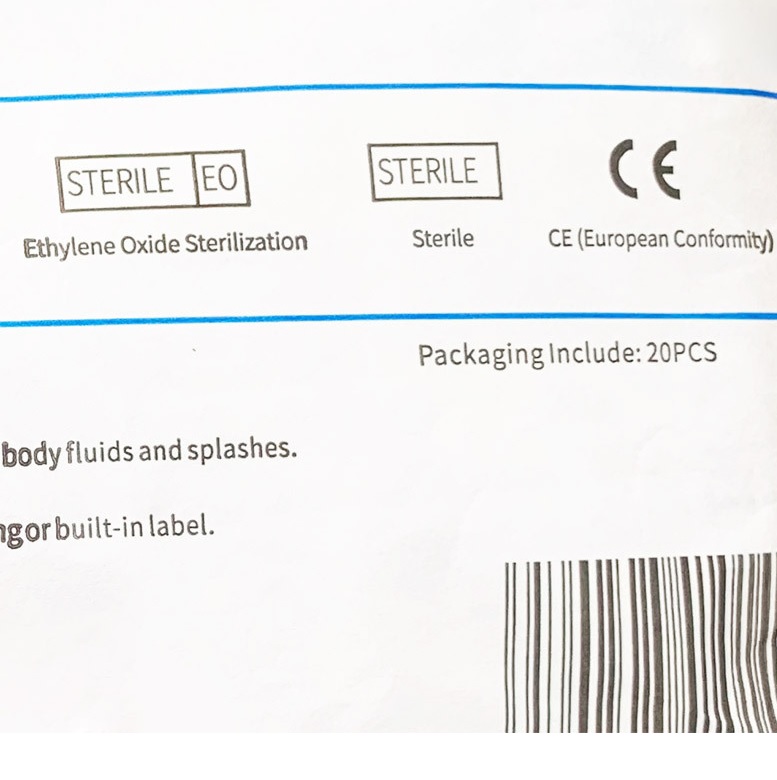 STERILE EO
STERILE
CE
Ethylene Oxide Sterilization
Sterile
CE (European Conformity)
Packaging Include: 20PCS
body fluids and splashes.
or built-in label.